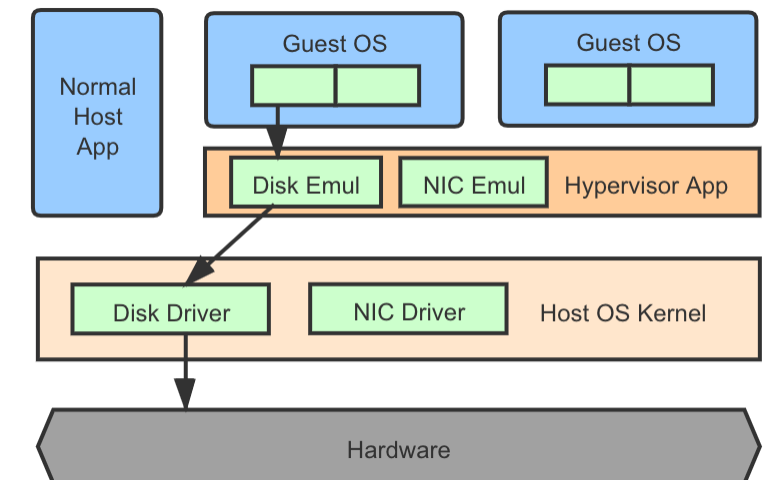 Normal
Host
App
Guest OS
Guest OS
Disk Emul
NIC Emul
Hypervisor App
Disk Driver
NIC Driver
Host OS Kernel
Hardware